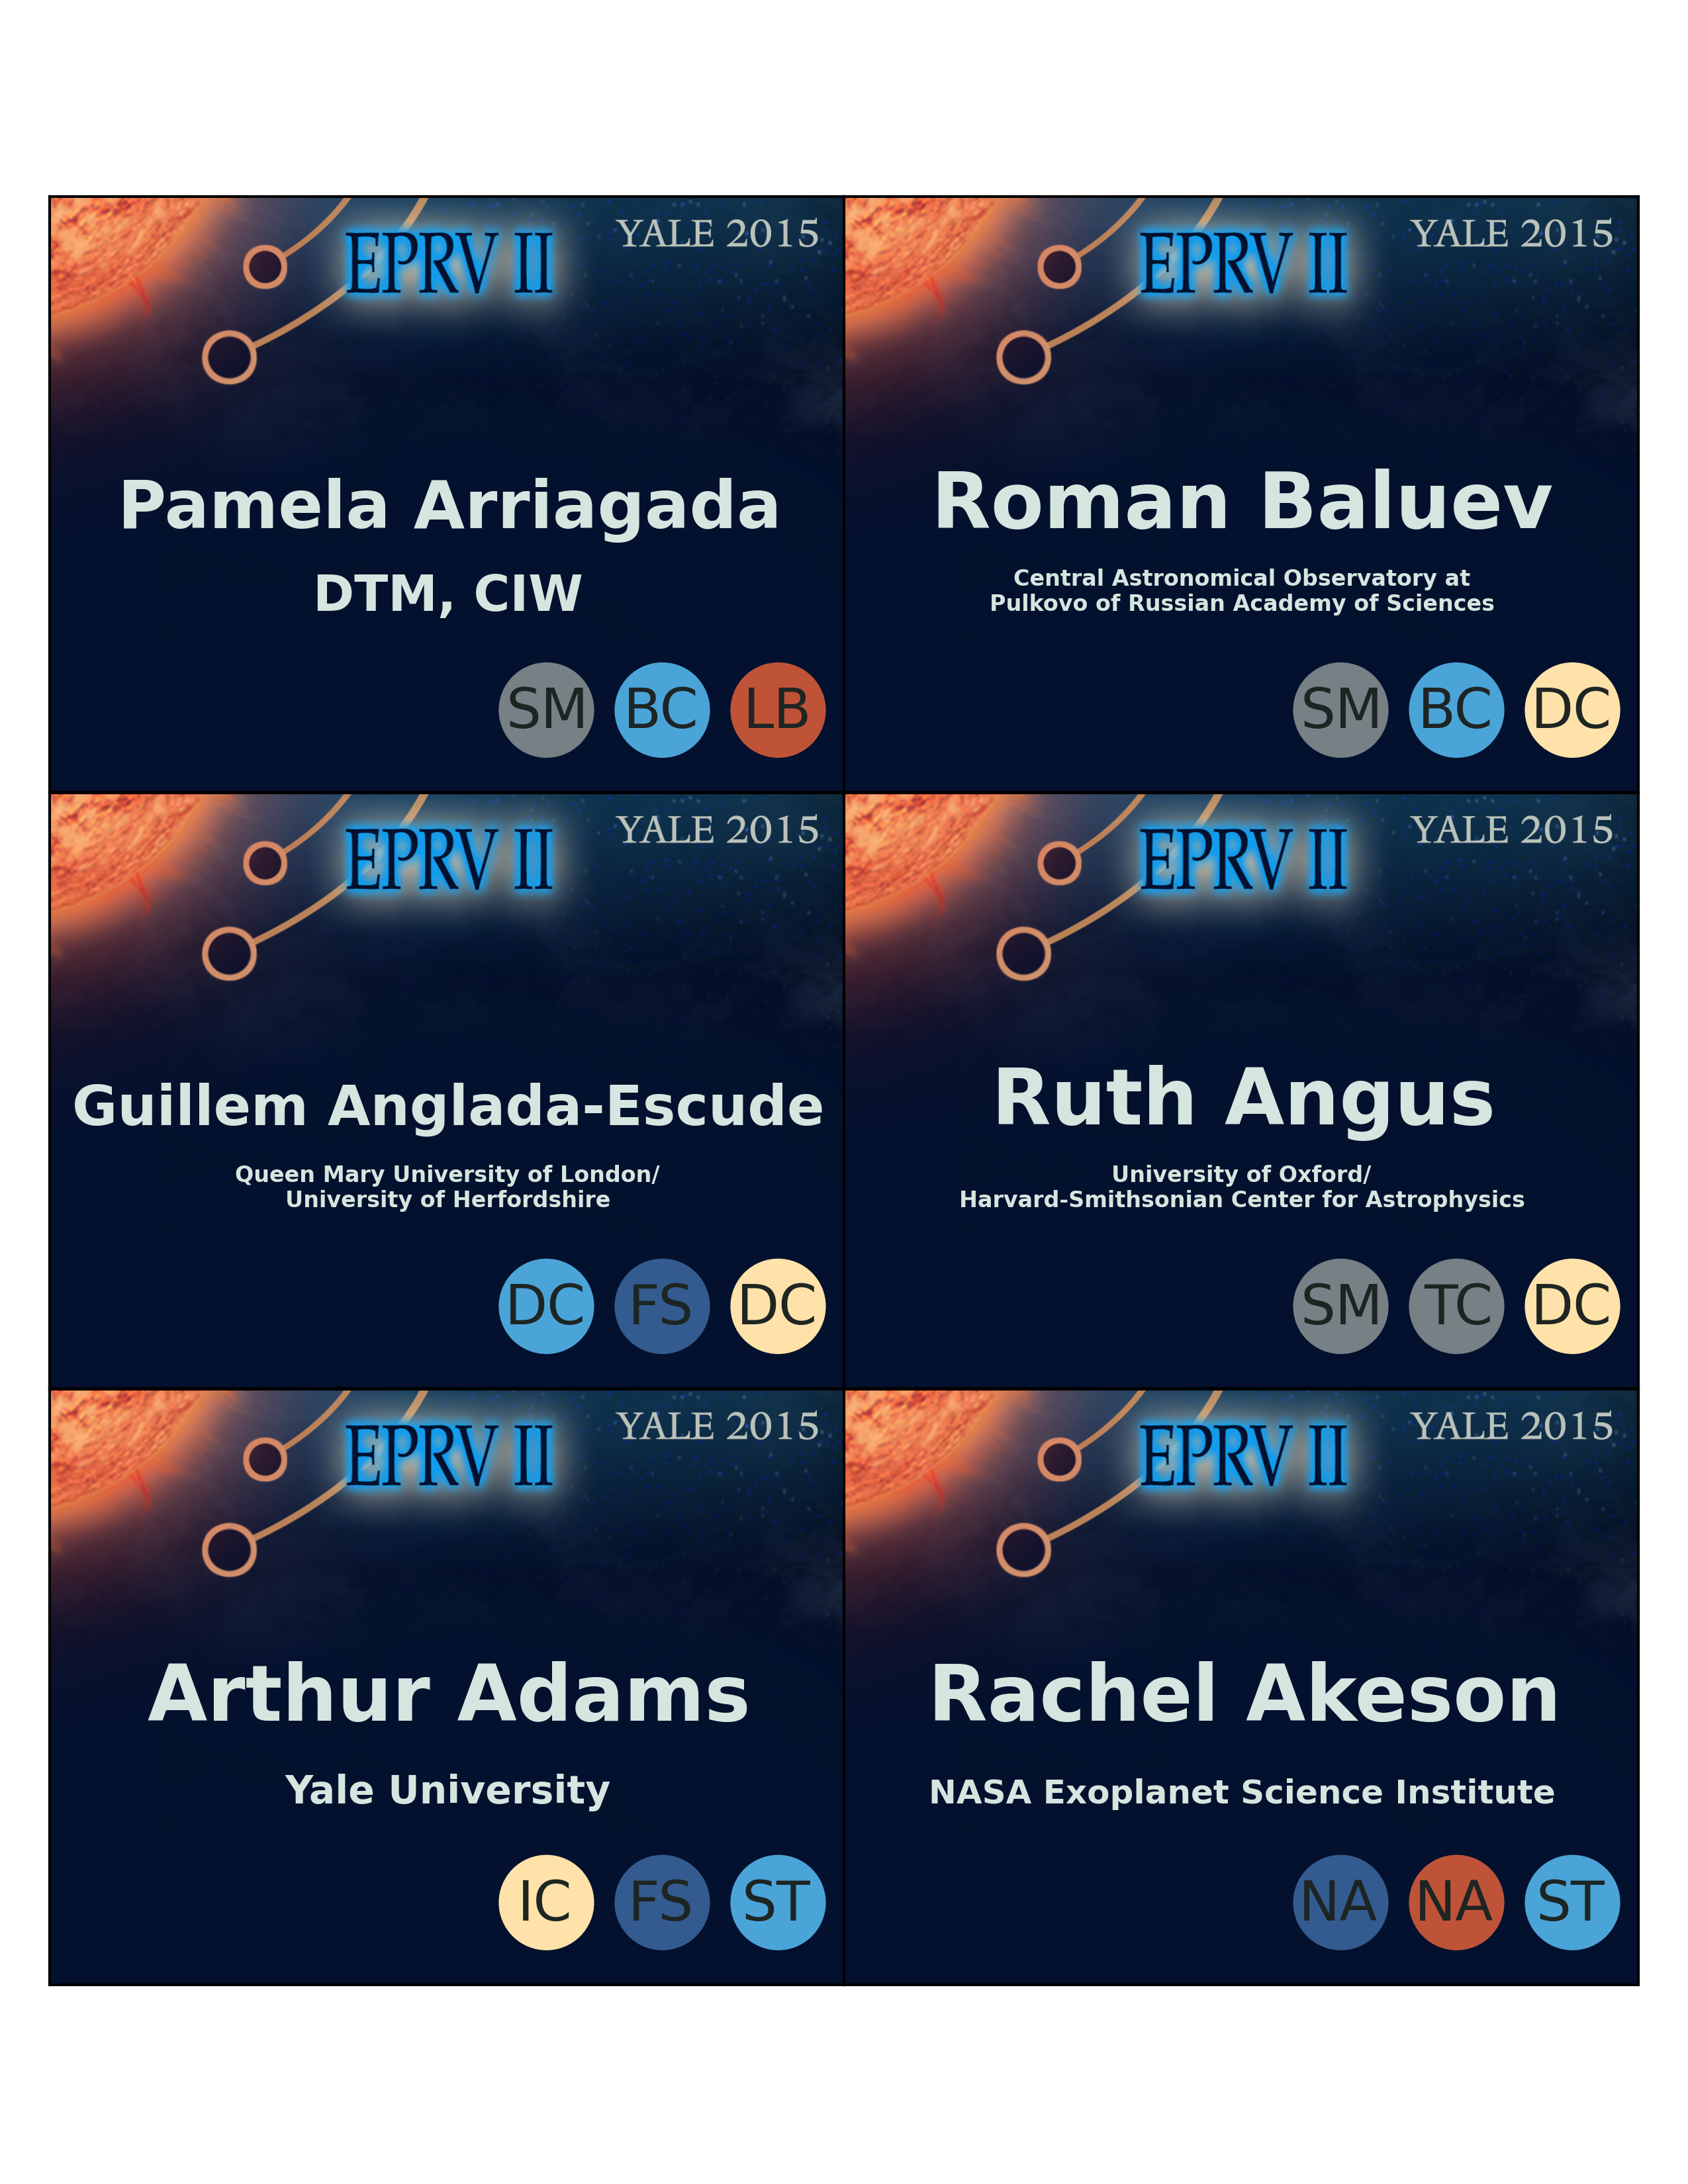 EPRV II
YALE 2015
Pamela Arriagada
DTM, CIW
SM BC LB
EPRV II
YALE 2015
Roman Baluev
Central Astronomical Observatory at
Pulkovo of Russian Academy of Sciences
SM BC DC
EPRV II
YALE 2015
Guillem Anglada-Escude
Queen Mary University of London/
University of Herfordshire
DC FS DC
EPRV II
YALE 2015
Ruth Angus
University of Oxford/
Harvard-Smithsonian Center for Astrophysics
SM TC DC
EPRV II
YALE 2015
Arthur Adams
Yale University
IC FS ST
EPRV II
YALE 2015
Rachel Akeson
NASA Exoplanet Science Institute
NA NA ST